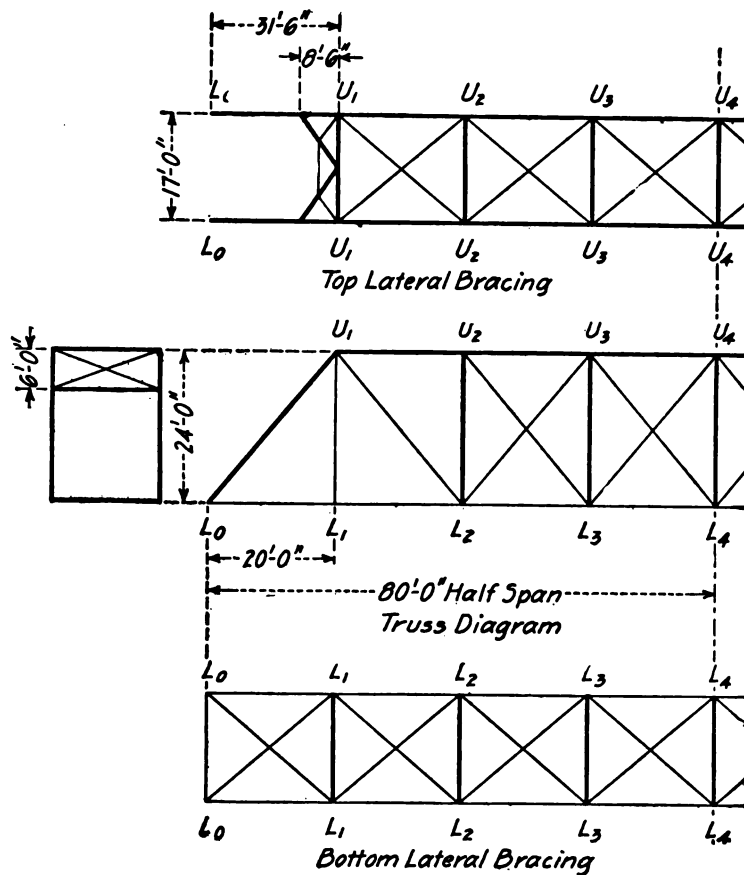 31'-6"
8'-6"
L₀ U₁ U₂ U₃ U₄
17'-0"
L₀ U₁ U₂ U₃ U₄
Top Lateral Bracing
U₁ U₂ U₃ U₄
6'-0"
24'-0"
L₀ L₁ L₂ L₃ L₄
20'-0"
80'-0" Half Span
Truss Diagram
L₀ L₁ L₂ L₃ L₄
L₀ L₁ L₂ L₃ L₄
Bottom Lateral Bracing